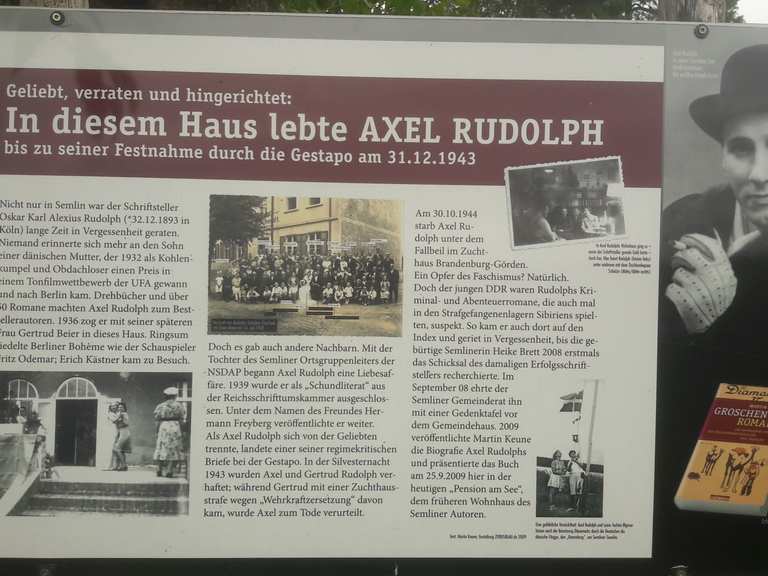 Geliebt, verraten und hingerichtet:
In diesem Haus lebte AXEL RUDOLPH
bis zu seiner Festnahme durch die Gestapo am 31.12.1943
Nicht nur in Semlin war der Schriftsteller
Oskar Karl Alexius Rudolph (*32.12.1893 in
Köln) lange Zeit in Vergessenheit geraten.
Niemand erinnerte sich mehr an den Sohn
einer dänischen Mutter, der 1932 als Kohlen-
kumpel und Obdachloser einen Preis in
einem Tonfilmwettbewerb der UFA gewann
und nach Berlin kam. Drehbücher und über
50 Romane machten Axel Rudolph zum Best-
sellerautoren. 1936 zog er mit seiner späteren
Frau Gertrud Beier in dieses Haus. Ringsum
siedelte Berliner Bohème wie der Schauspieler
Fritz Odemar; Erich Kästner kam zu Besuch.
Doch es gab auch andere Nachbarn. Mit der
Tochter des Semliner Ortsgruppenleiters der
NSDAP begann Axel Rudolph eine Liebesaf-
färe. 1939 wurde er als „Schundliterat“ aus
der Reichsschrifttumskammer ausgeschlos-
sen. Unter dem Namen des Freundes Her-
mann Freyberg veröffentlichte er weiter.
Als Axel Rudolph sich von der Geliebten
trennte, landete einer seiner regimekritischen
Briefe bei der Gestapo. In der Silvesternacht
1943 wurden Axel und Gertrud Rudolph ver-
haftet; während Gertrud mit einer Zuchthaus-
strafe wegen „Wehrkraftzersetzung“ davon
kam, wurde Axel zum Tode verurteilt.
Am 30.10.1944
starb Axel Ru-
dolph unter dem
Fallbeil im Zucht-
haus Brandenburg-Görden.
Ein Opfer des Faschismus? Natürlich.
Doch der jungen DDR waren Rudolphs Kri-
minal- und Abenteuerromane, die auch mal
in den Strafgefangenenlagern Sibiriens spiel-
ten, suspekt. So kam er auch dort auf den
Index und geriet in Vergessenheit, bis die ge-
bürtige Semlinerin Heike Brett 2008 erstmals
das Schicksal des damaligen Erfolgsschrift-
stellers recherchierte. Im
September 08 ehrte der
Semliner Gemeinderat ihn
mit einer Gedenktafel vor
dem Gemeindehaus. 2009
veröffentlichte Martin Keune
die Biografie Axel Rudolphs
und präsentierte das Buch
am 25.9.2009 hier in der
heutigen „Pension am See“,
dem früheren Wohnhaus des
Semliner Autoren.
GROSCHEN
ROMAN